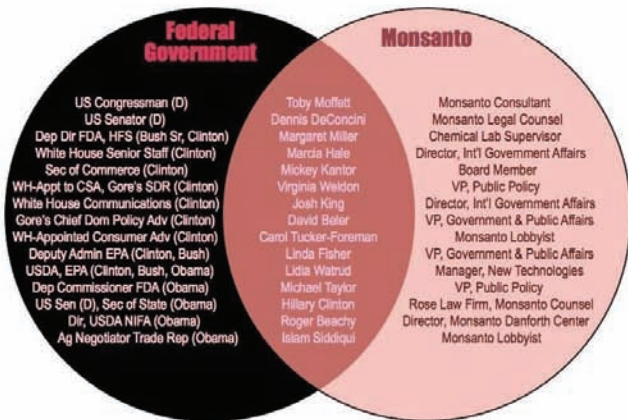 Federal
Government
Monsanto
US Congressman (D) Toby Moffett Monsanto Consultant
US Senator (D) Dennis DeConcini Monsanto Legal Counsel
Dep Dir FDA, HFS (Bush Sr, Clinton) Margaret Miller Chemical Lab Supervisor
White House Senior Staff (Clinton) Marcia Hale Director, Int'l Government Affairs
Sec of Commerce (Clinton) Mickey Kantor Board Member
WH-Appt to CSA, Gore's SDR (Clinton) Virginia Weldon VP, Public Policy
White House Communications (Clinton) Josh King Director, Int'l Government Affairs
Gore's Chief Dom Policy Adv (Clinton) David Beler VP, Government & Public Affairs
WH-Appointed Consumer Adv (Clinton) Carol Tucker-Foreman Monsanto Lobbyist
Deputy Admin EPA (Clinton, Bush) Linda Fisher VP, Government & Public Affairs
USDA, EPA (Clinton, Bush, Obama) Lidia Watrud Manager, New Technologies
Dep Commissioner FDA (Obama) Michael Taylor VP, Public Policy
US Sen (D), Sec of State (Obama) Hillary Clinton Rose Law Firm, Monsanto Counsel
Dir, USDA NIFA (Obama) Roger Beachy Director, Monsanto Danforth Center
Ag Negotiator Trade Rep (Obama) Islam Siddiqui Monsanto Lobbyist